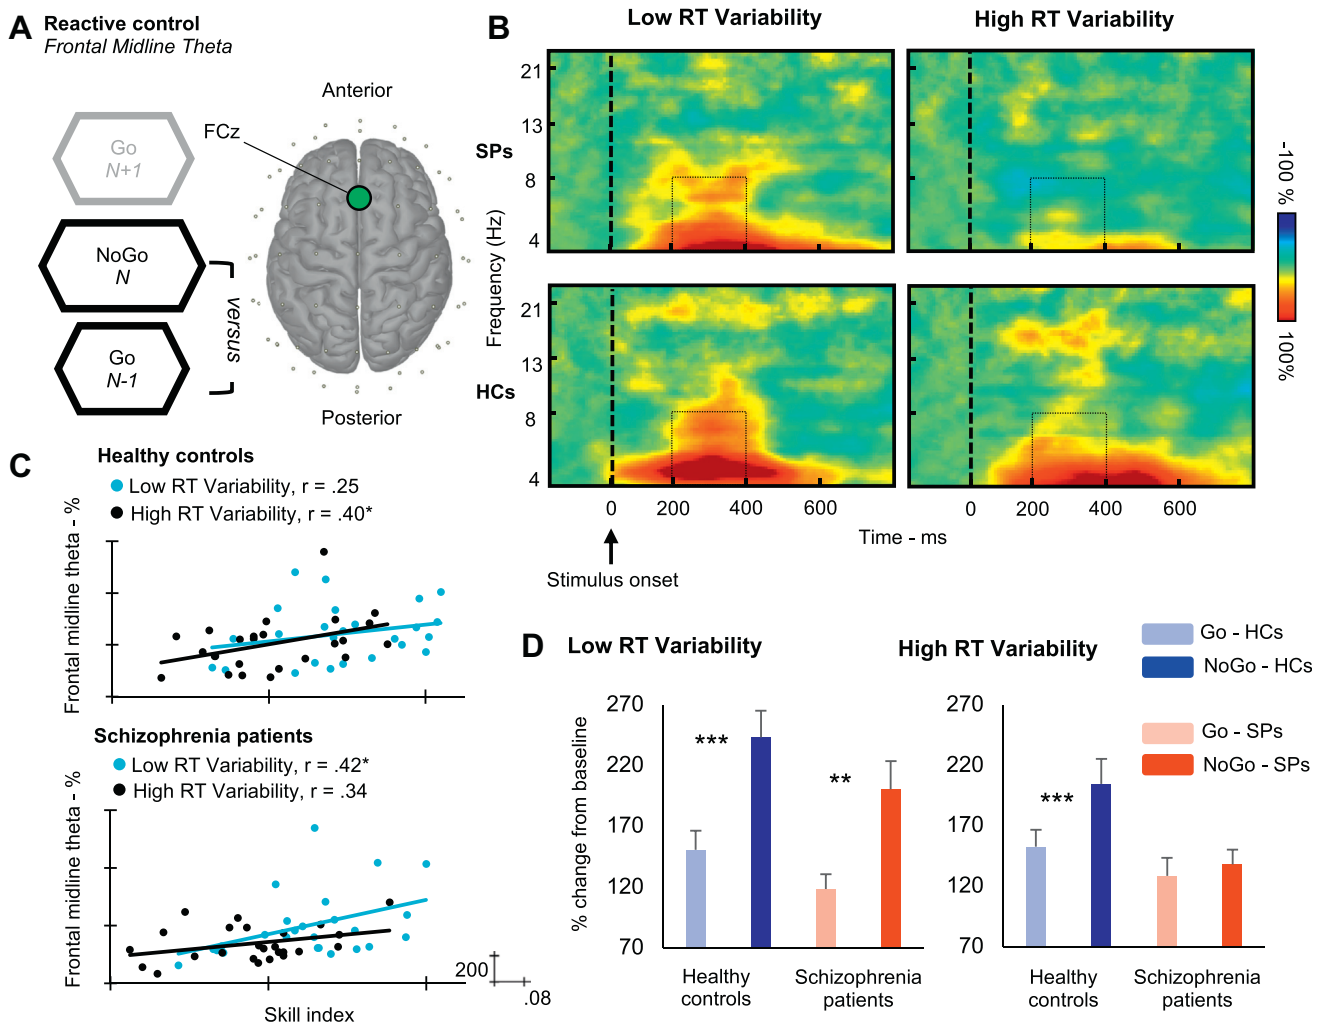 A
Reactive control
Frontal Midline Theta
Go
N+1
NoGo
N
Go
N-1
versus
Anterior
FCz
Posterior
B
Low RT Variability
High RT Variability
SPs
HCs
Frequency (Hz)
21
13
8
4
21
13
8
4
0
200
400
600
0
200
400
600
Time - ms
Stimulus onset
-100 %
100%
C
Healthy controls
Low RT Variability, r = .25
High RT Variability, r = .40*
Frontal midline theta - %
Schizophrenia patients
Low RT Variability, r = .42*
High RT Variability, r = .34
Frontal midline theta - %
Skill index
200
.08
D
Low RT Variability
High RT Variability
Go - HCs
NoGo - HCs
Go - SPs
NoGo - SPs
% change from baseline
270
220
170
120
70
***
**
Healthy
controls
Schizophrenia
patients
270
220
170
120
70
***
Healthy
controls
Schizophrenia
patients